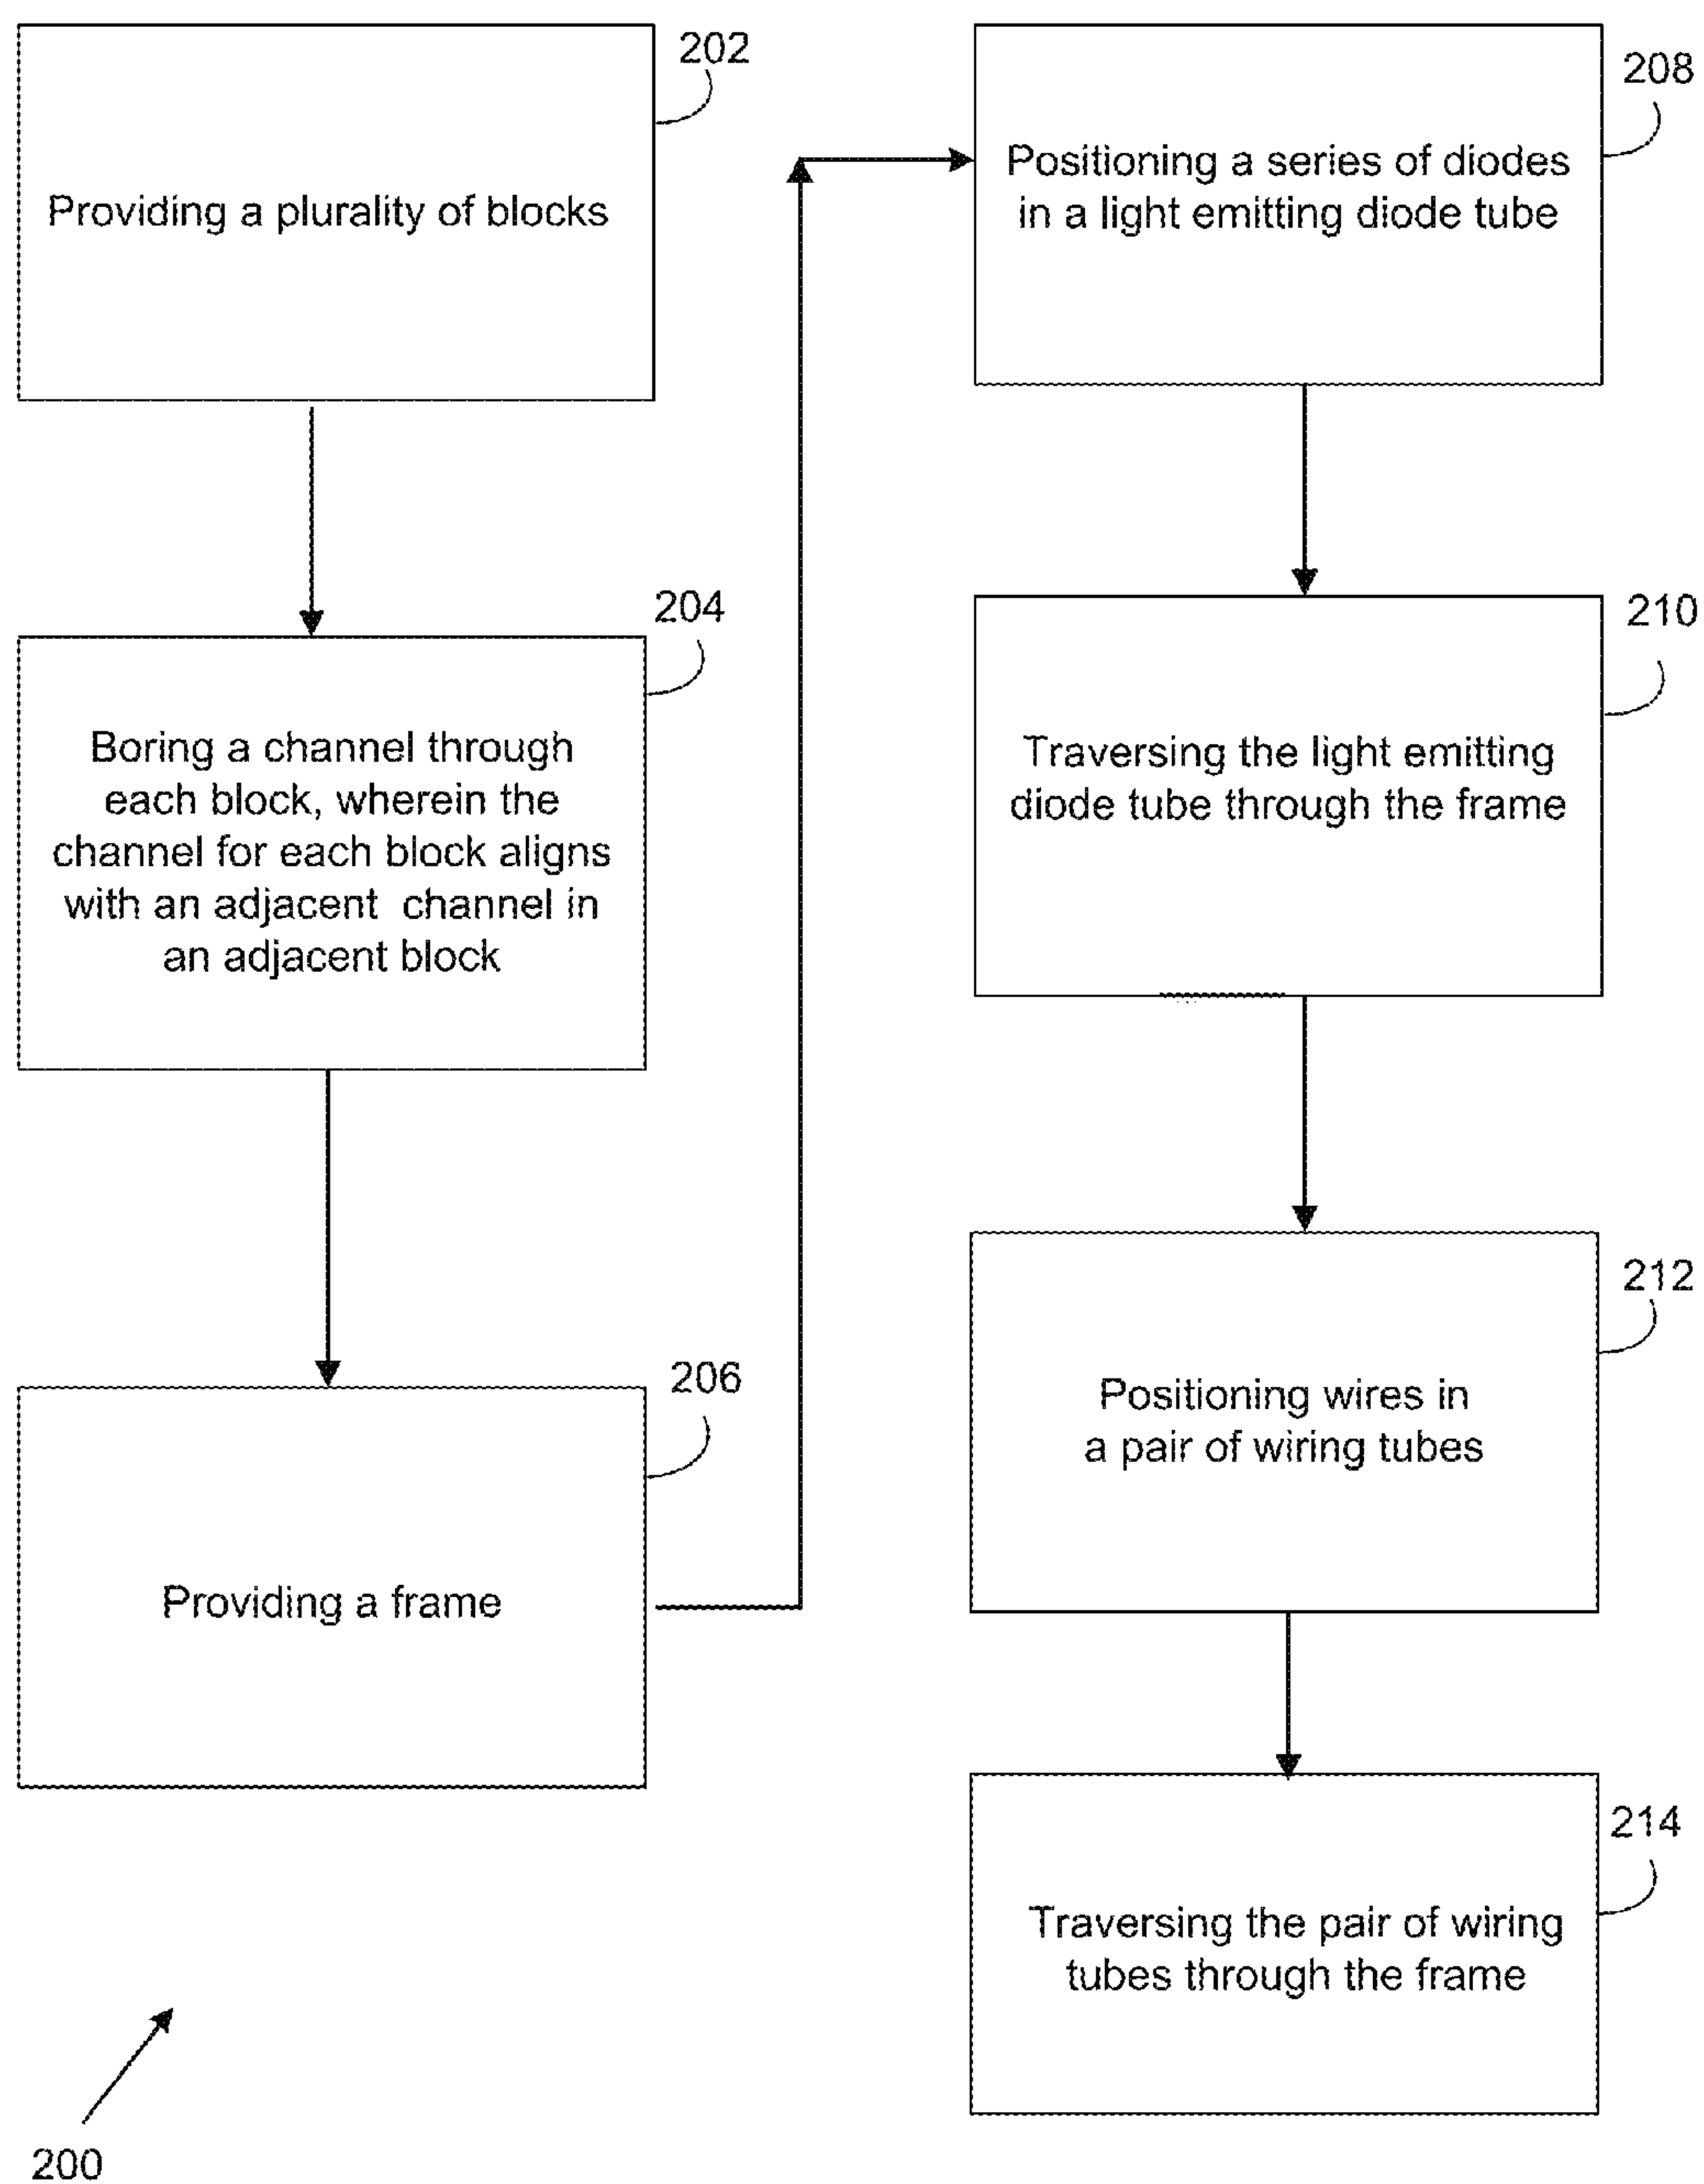 202
Providing a plurality of blocks
204
Boring a channel through
each block, wherein the
channel for each block aligns
with an adjacent channel in
an adjacent block
206
Providing a frame
208
Positioning a series of diodes
in a light emitting diode tube
210
Traversing the light emitting
diode tube through the frame
212
Positioning wires in
a pair of wiring tubes
214
Traversing the pair of wiring
tubes through the frame
200